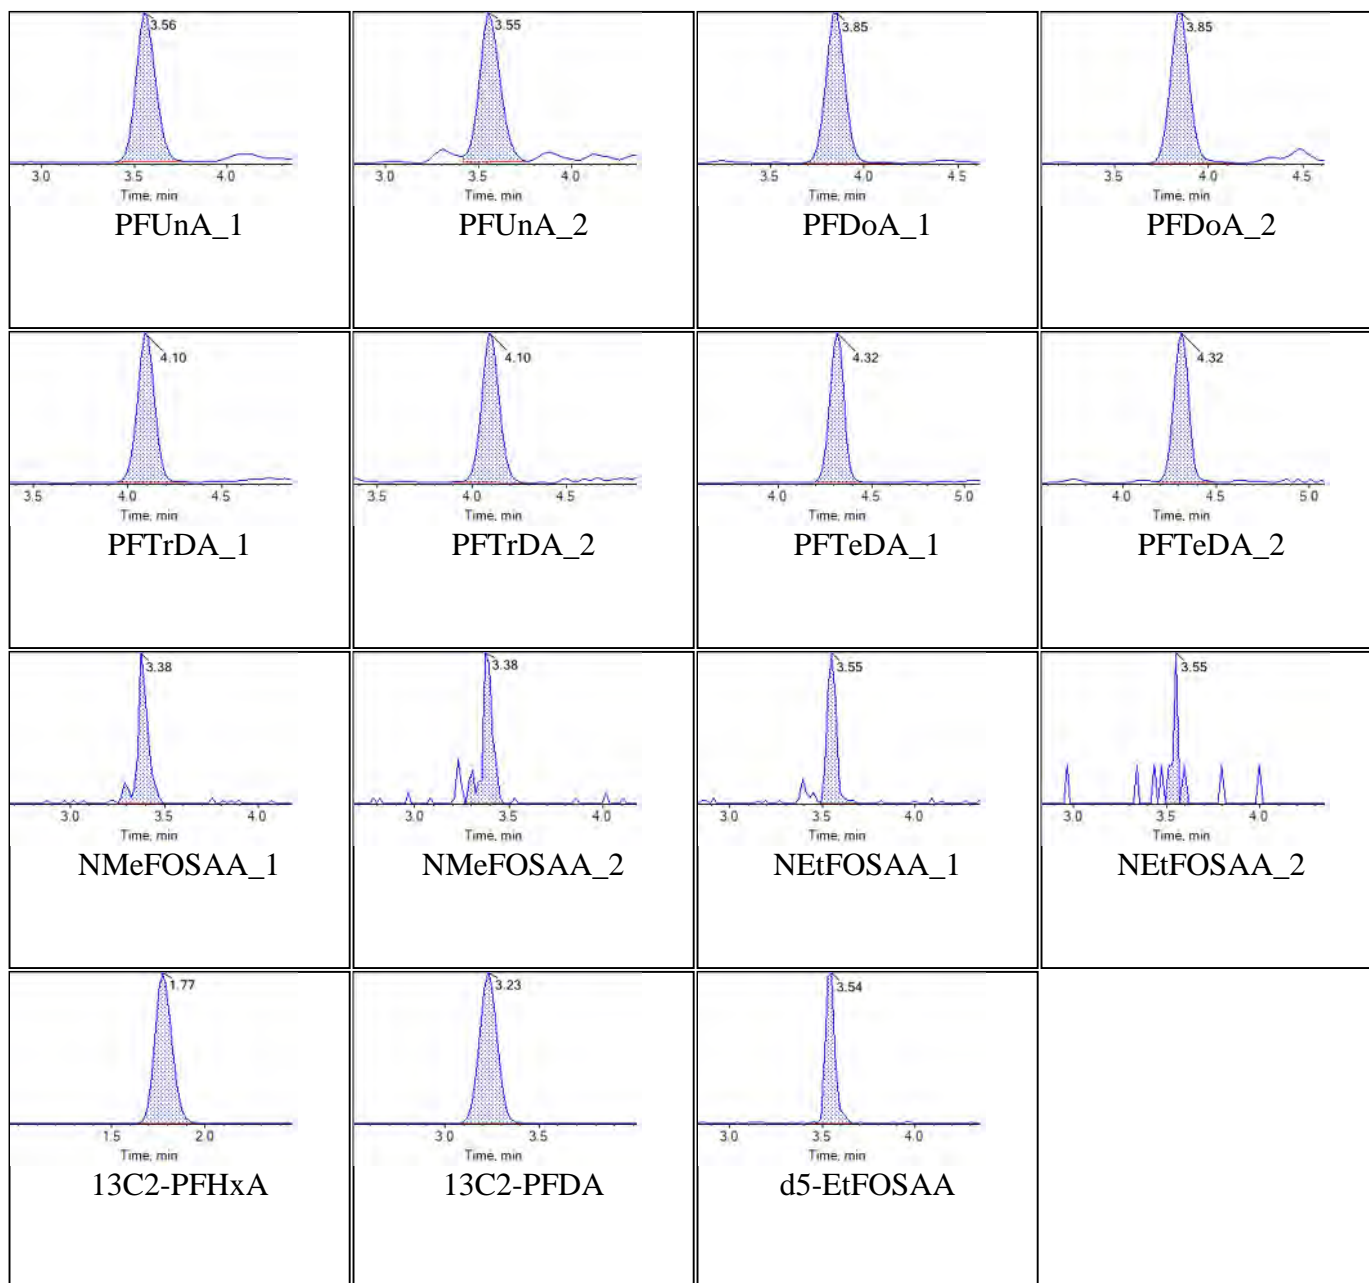 3.56
3.0 3.5 4.0
Time, min
PFUnA_1
3.55
3.0 3.5 4.0
Time, min
PFUnA_2
3.85
3.5 4.0 4.5
Time, min
PFDoA_1
3.85
3.5 4.0 4.5
Time, min
PFDoA_2
4.10
3.5 4.0 4.5
Time, min
PFTrDA_1
4.10
3.5 4.0 4.5
Time, min
PFTrDA_2
4.32
4.0 4.5 5.0
Time, min
PFTeDA_1
4.32
4.0 4.5 5.0
Time, min
PFTeDA_2
3.38
3.0 3.5 4.0
Time, min
NMeFOSAA_1
3.38
3.0 3.5 4.0
Time, min
NMeFOSAA_2
3.55
3.0 3.5 4.0
Time, min
NEtFOSAA_1
3.55
3.0 3.5 4.0
Time, min
NEtFOSAA_2
1.77
1.5 2.0
Time, min
13C2-PFHxA
3.23
3.0 3.5
Time, min
13C2-PFDA
3.54
3.0 3.5 4.0
Time, min
d5-EtFOSAA